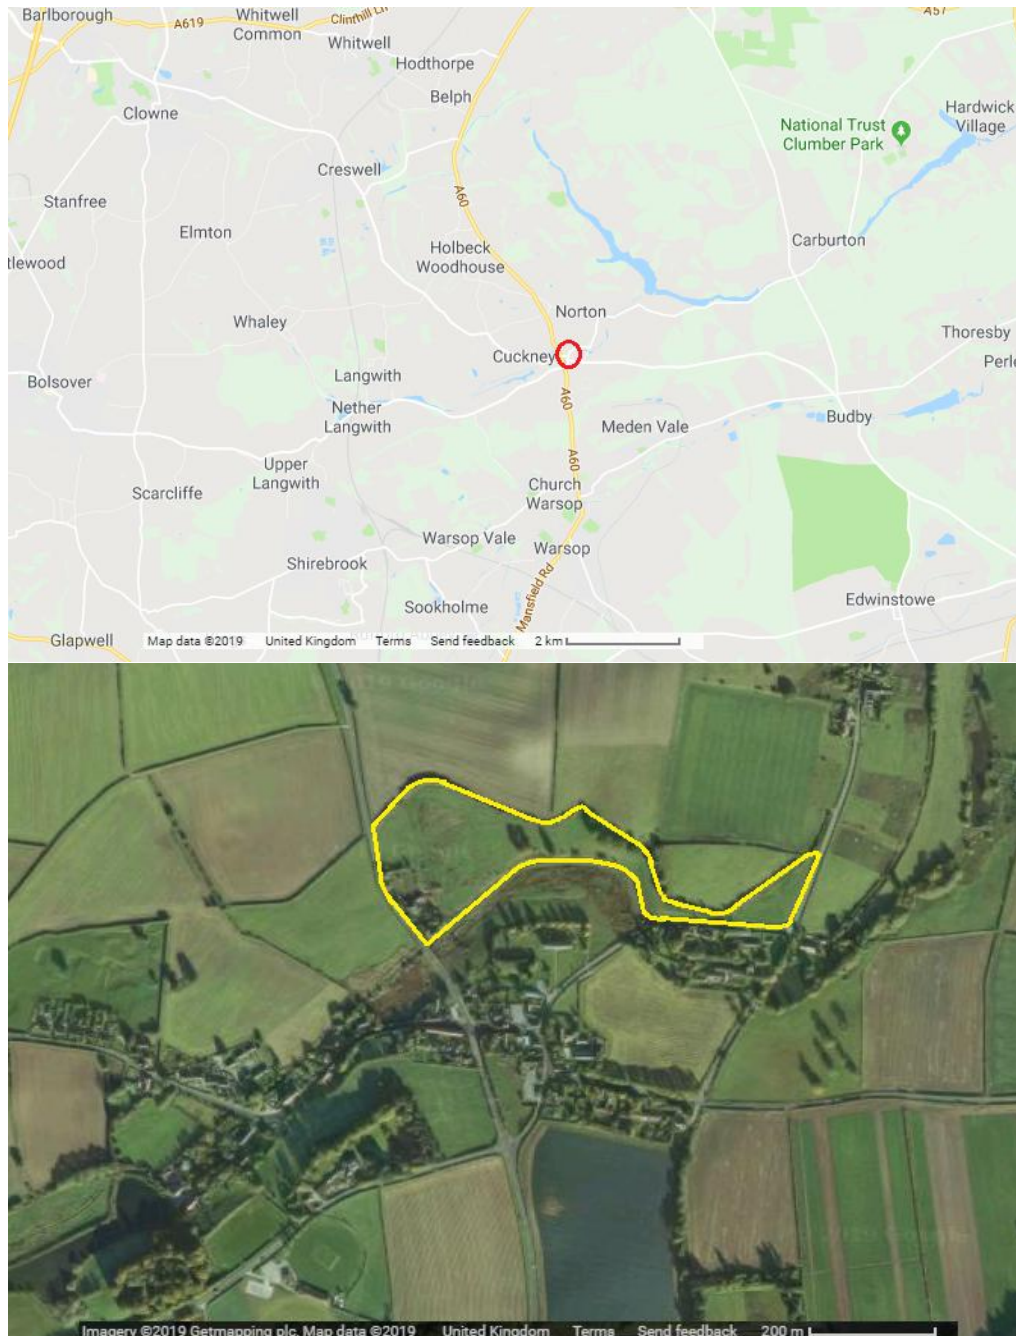 Barlborough
A619
Whitwell
Common
Clinthill Ln
Whitwell
Hodthorpe
Belph
A57
Clowne
Hardwick
Village
National Trust
Clumber Park
Creswell
A60
Stanfree
Elmton
Holbeck
Woodhouse
Carburton
tlewood
Norton
Whaley
Thoresby
Cuckney
Perle
Langwith
Bolsover
A60
Nether
Langwith
Meden Vale
Budby
A60
Upper
Langwith
Church
Warsop
Scarcliffe
Warsop Vale
Warsop
Shirebrook
Mansfield Rd
Sookholme
Edwinstowe
Glapwell
Map data ©2019 United Kingdom Terms Send feedback 2 km
Imagery ©2019 Getmapping plc, Map data ©2019 United Kingdom Terms Send feedback 200 m